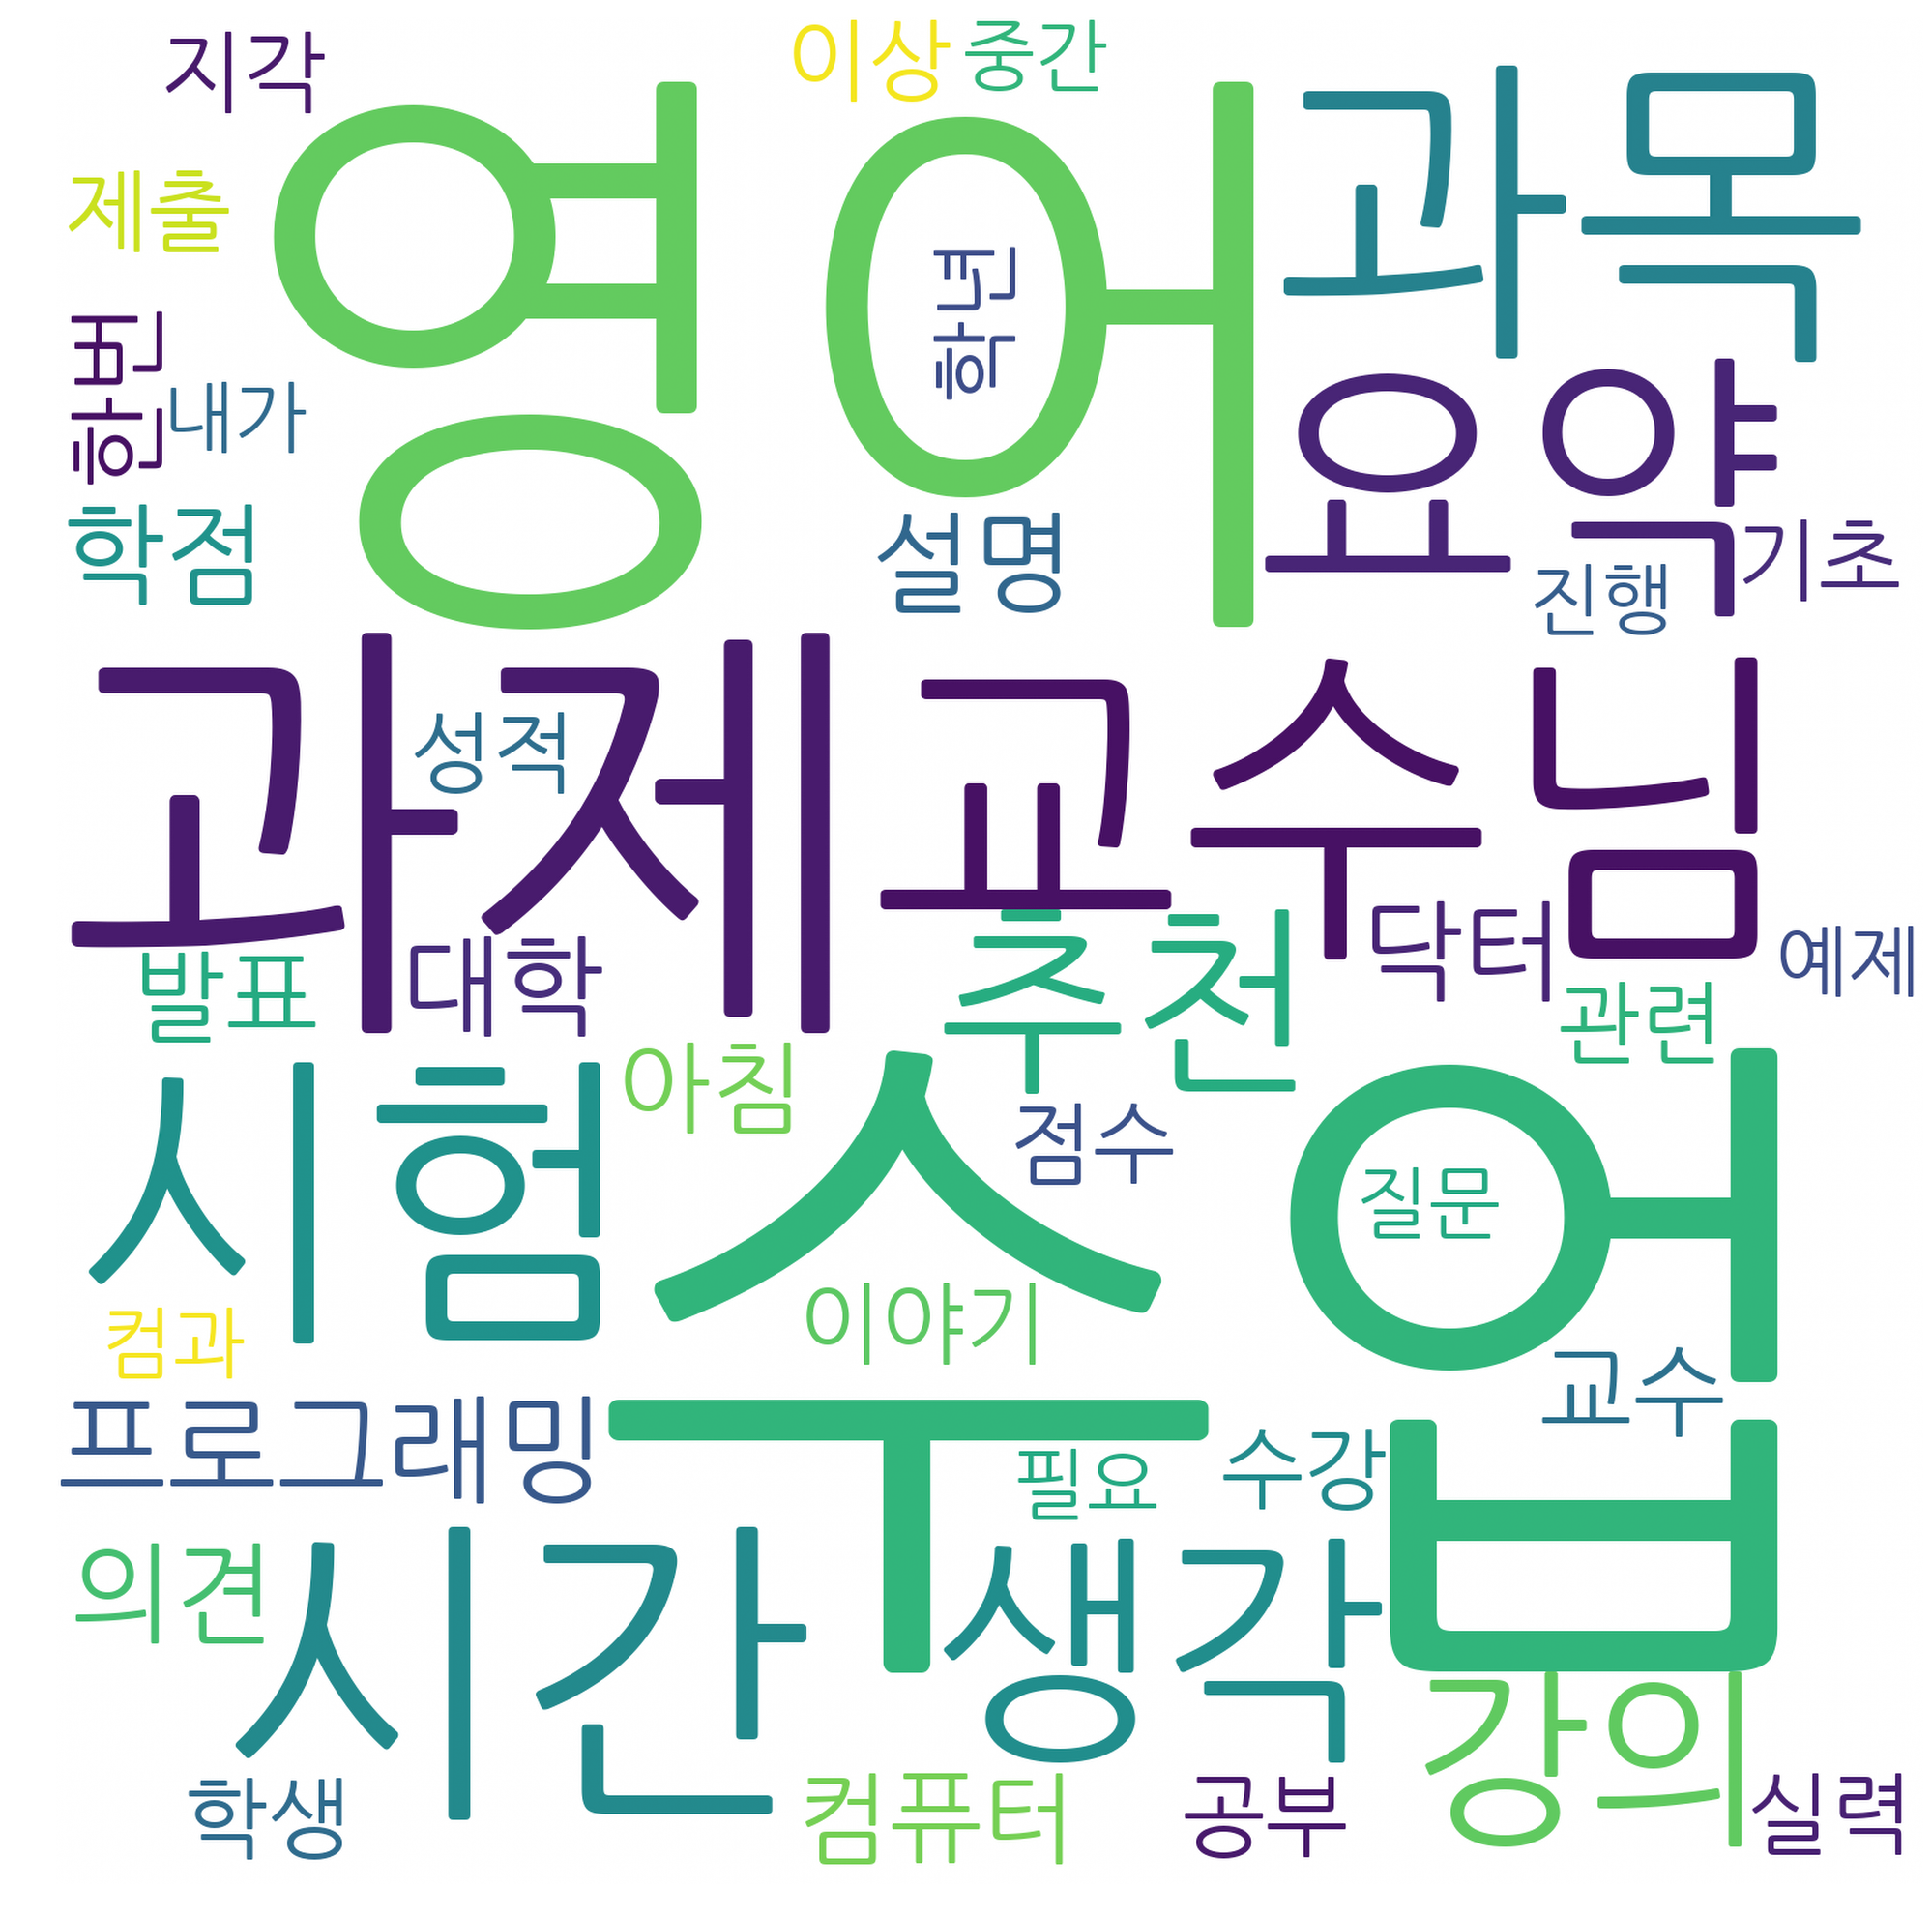 지각
이상
중간
영어
과목
제출
학년
한번
내가
요약
학점
설명
기초
진행
과제
교수님
성적
닥터
예제
발표
대학
추천
관련
시험
아침
수업
점수
질문
이야기
컴과
교수
프로그래밍
필요
수강
의견
시간
생각
강의
학생
컴퓨터
공부
실력